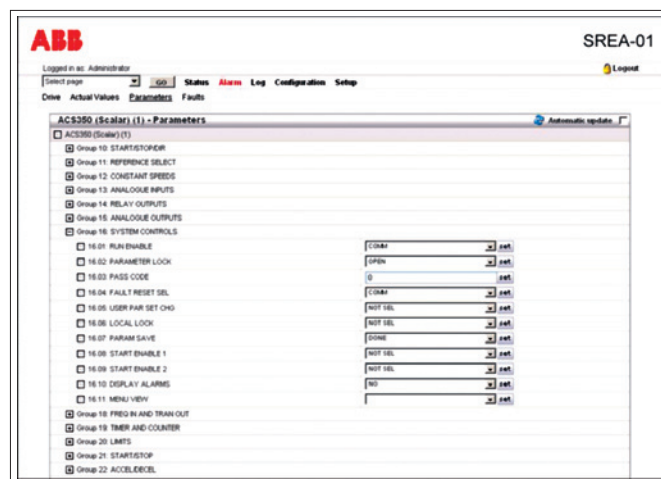 ABB
SREA-01
Logged in as: Administrator
Logout
Select page GO Status Alarm Log Configuration Setup
Drive Actual Values Parameters Faults
ACS350 (Scalar) (1) - Parameters Automatic update
ACS350 (Scalar) (1)
Group 10: START/STOP/DIR
Group 11: REFERENCE SELECT
Group 12: CONSTANT SPEEDS
Group 13: ANALOGUE INPUTS
Group 14: RELAY OUTPUTS
Group 15: ANALOGUE OUTPUTS
Group 16: SYSTEM CONTROLS
16.01: RUN ENABLE COMM set
16.02: PARAMETER LOCK OPEN set
16.03: PASS CODE 0 set
16.04: FAULT RESET SEL COMM set
16.05: USER PAR SET CHG NOT SEL set
16.06: LOCAL LOCK NOT SEL set
16.07: PARAM SAVE DONE set
16.08: START ENABLE 1 NOT SEL set
16.09: START ENABLE 2 NOT SEL set
16.10: DISPLAY ALARMS NO set
16.11: MENU VIEW set
Group 18: FREQ IN AND TRAN OUT
Group 19: TIMER AND COUNTER
Group 20: LIMITS
Group 21: START/STOP
Group 22: ACCEL/DECEL